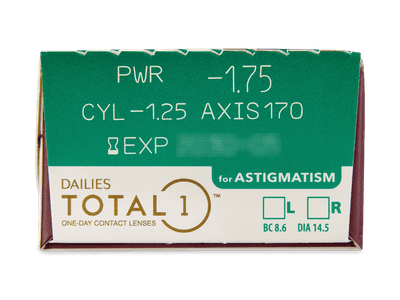 PWR -1.75
CYL -1.25 AXIS 170
EXP
for ASTIGMATISM
DAILIES
TOTAL 1™
ONE-DAY CONTACT LENSES
L R
BC 8.6 DIA 14.5